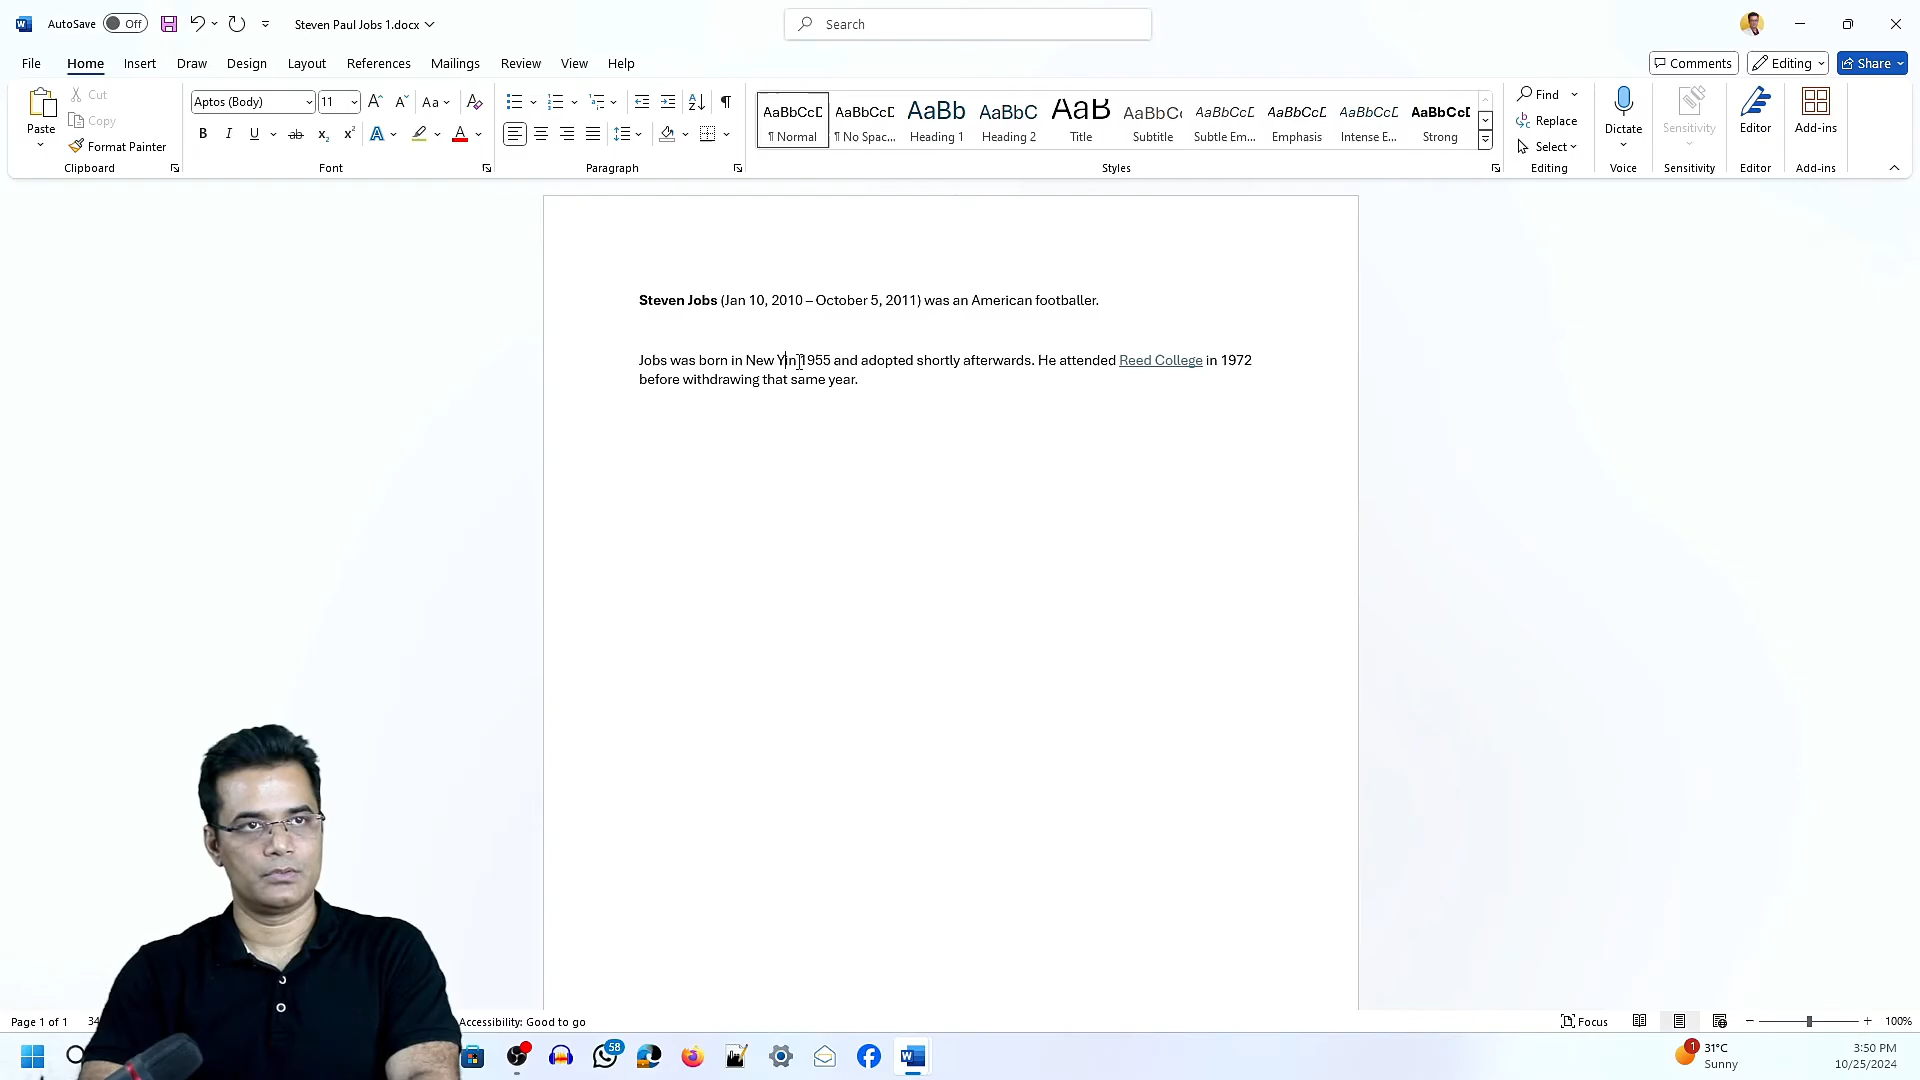 AutoSave
Off
Steven Paul Jobs 1.docx
Search
File
Home
Insert
Draw
Design
Layout
References
Mailings
Review
View
Help
Comments
Editing
Share
Paste
Cut
Copy
Format Painter
Clipboard
Aptos (Body)
11
Font
Paragraph
AaBbCcD
¶ Normal
AaBbCcD
¶ No Spac...
AaBb
Heading 1
AaBbC
Heading 2
AaB
Title
AaBbCc
Subtitle
AaBbCcD
Subtle Em...
AaBbCcD
Emphasis
AaBbCcD
Intense E...
AaBbCcD
Strong
Styles
Find
Replace
Select
Editing
Dictate
Voice
Sensitivity
Sensitivity
Editor
Editor
Add-ins
Add-ins
Steven Jobs (Jan 10, 2010 – October 5, 2011) was an American footballer.
Jobs was born in New Yin 1955 and adopted shortly afterwards. He attended Reed College in 1972
before withdrawing that same year.
Page 1 of 1
34
Accessibility: Good to go
Focus
100%
58
1
31°C
Sunny
3:50 PM
10/25/2024